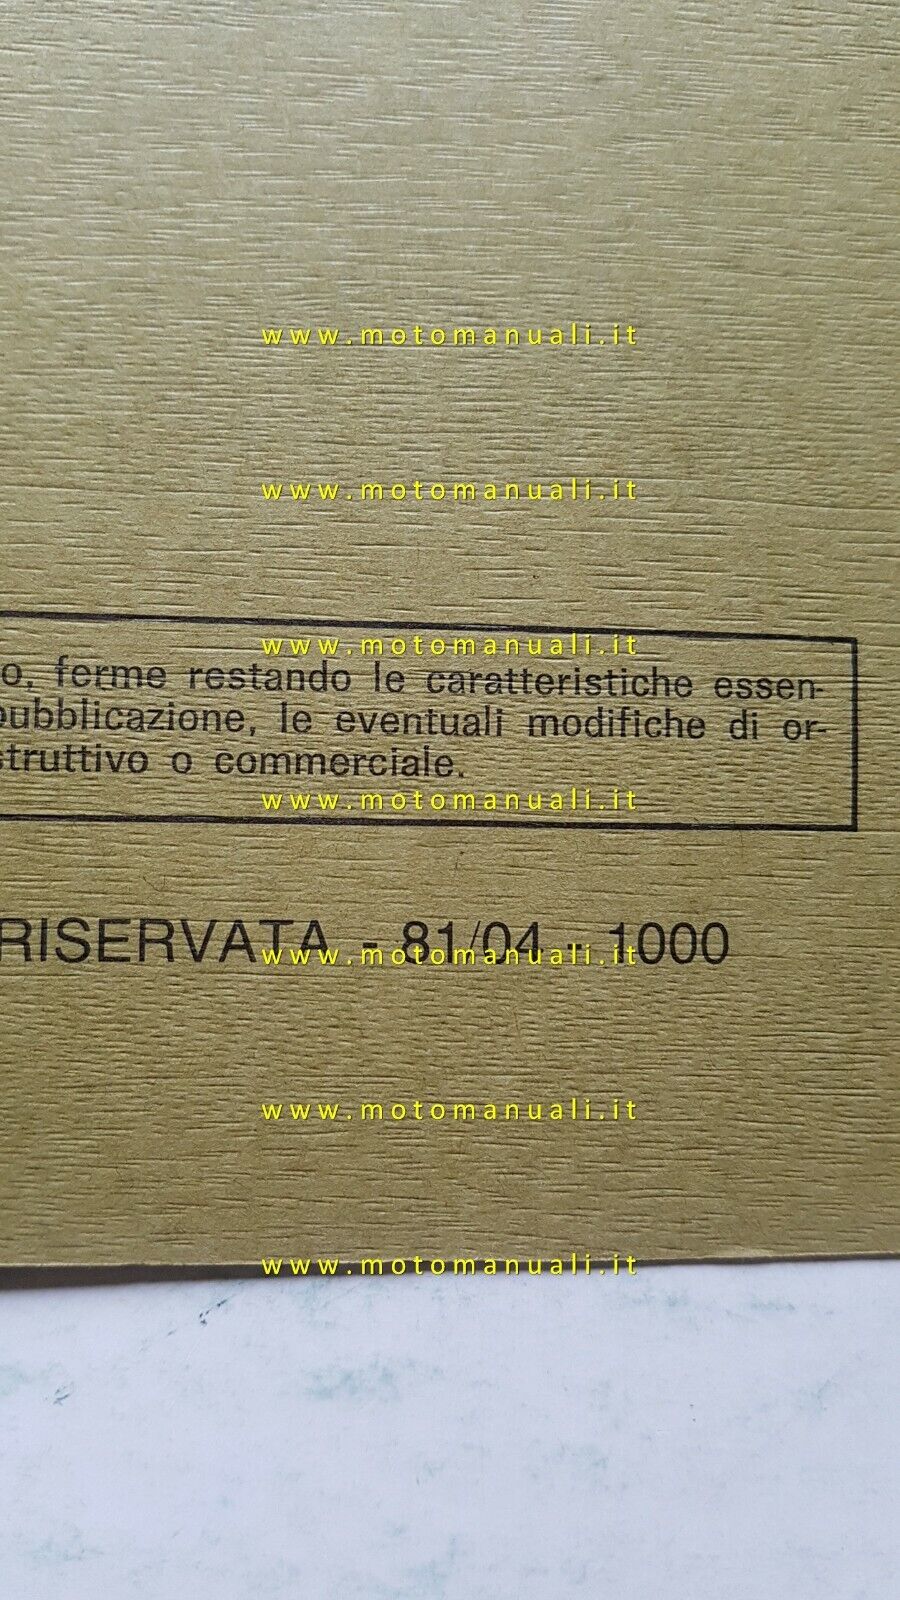 www.motomanuali.it
www.motomanuali.it
www.motomanuali.it
o, ferme restando le caratteristiche essen-
pubblicazione, le eventuali modifiche di or-
struttivo o commerciale.
www.motomanuali.it
RISERVATA - 81/04 - 1000
www.motomanuali.it
www.motomanuali.it
www.motomanuali.it